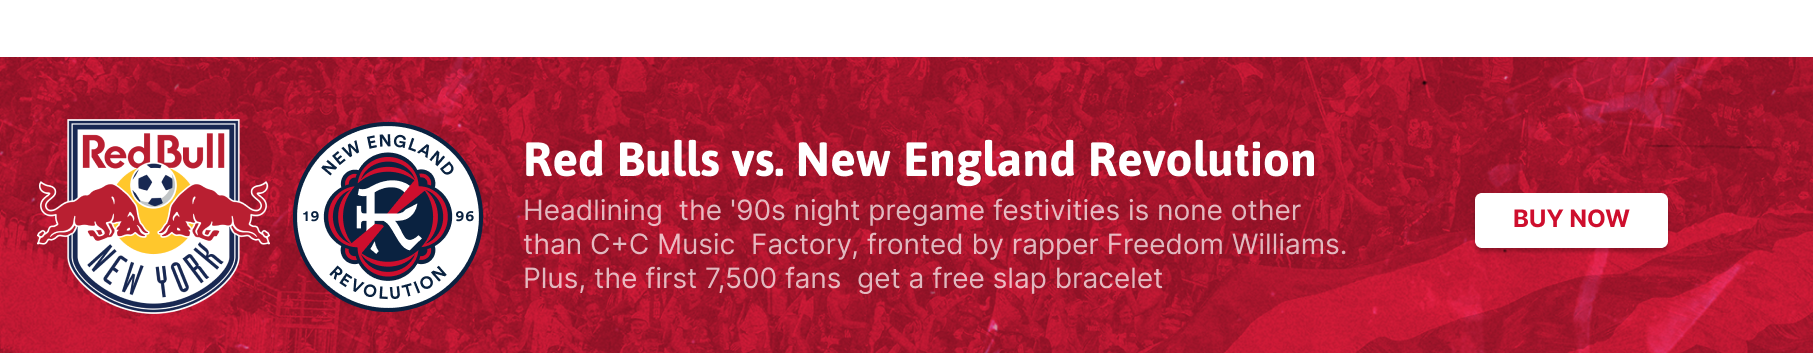 Red Bull
NEW YORK
NEW ENGLAND
19 96
R
REVOLUTION
Red Bulls vs. New England Revolution
Headlining  the '90s night pregame festivities is none other
than C+C Music  Factory, fronted by rapper Freedom Williams.
Plus, the first 7,500 fans  get a free slap bracelet
BUY NOW